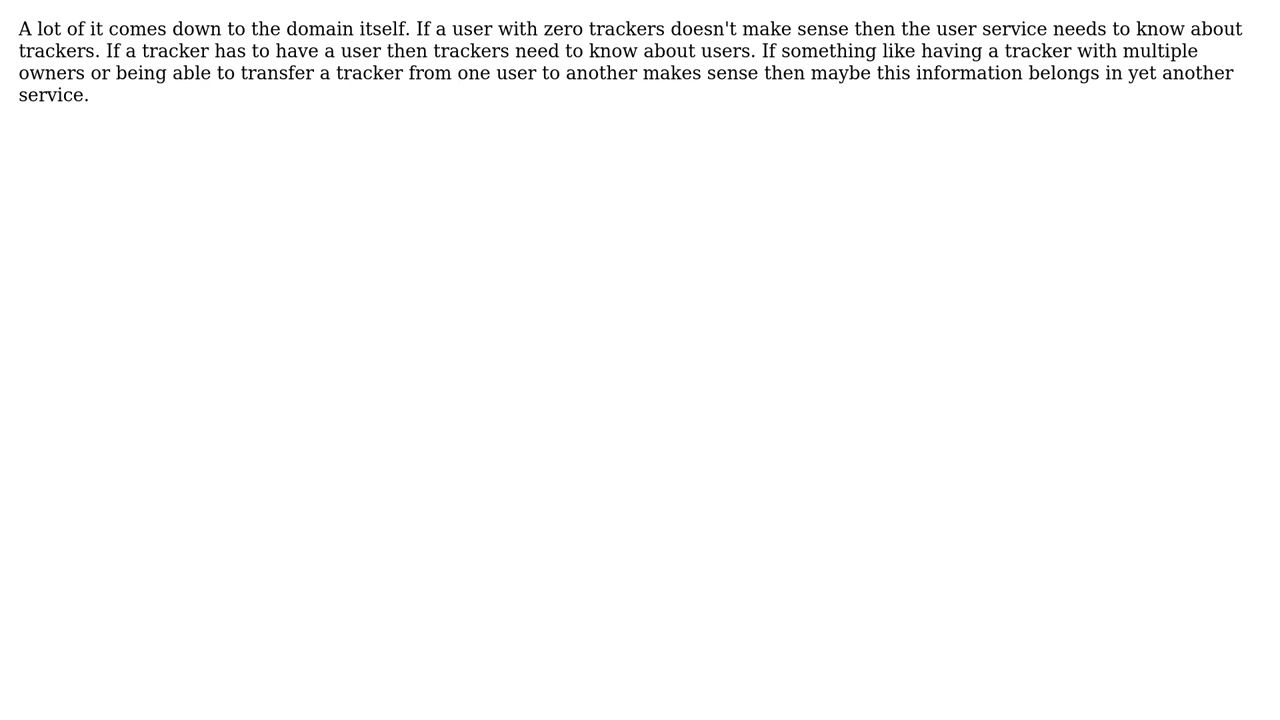 A lot of it comes down to the domain itself. If a user with zero trackers doesn't make sense then the user service needs to know about
trackers. If a tracker has to have a user then trackers need to know about users. If something like having a tracker with multiple
owners or being able to transfer a tracker from one user to another makes sense then maybe this information belongs in yet another
service.